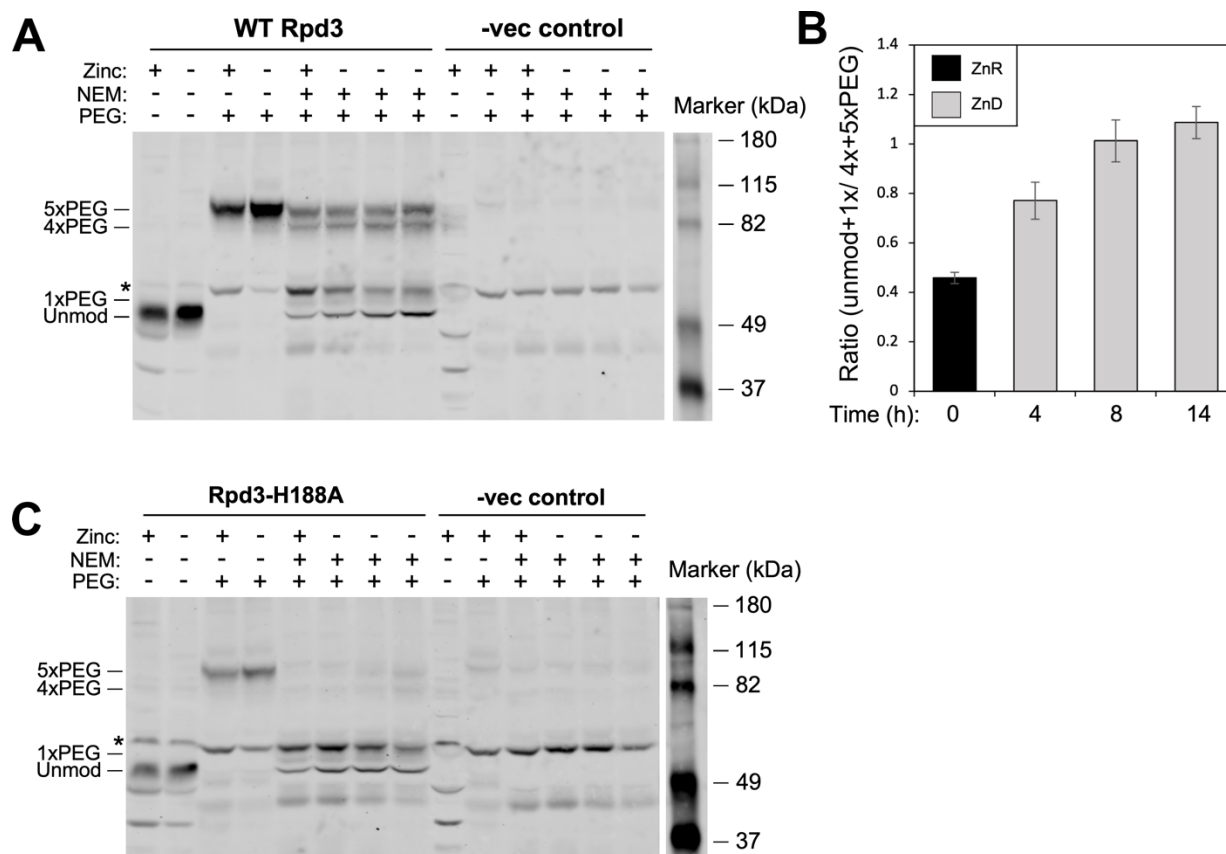 A
WT Rpd3 -vec control
Zinc: + - + - + - - - + + + - - -
NEM: - - - - + + + + - - + + + +
PEG: - - + + + + + + - + + + + +
Marker (kDa)
180
115
82
49
37
5xPEG
4xPEG
*
1xPEG
Unmod
B
Ratio (unmod+1x/ 4x+5xPEG)
1.4
1.2
1
0.8
0.6
0.4
0.2
0
ZnR
ZnD
Time (h): 0 4 8 14
C
Rpd3-H188A -vec control
Zinc: + - + - + - - - + + + - - -
NEM: - - - - + + + + - - + + + +
PEG: - - + + + + + + - + + + + +
Marker (kDa)
180
115
82
49
37
5xPEG
4xPEG
*
1xPEG
Unmod